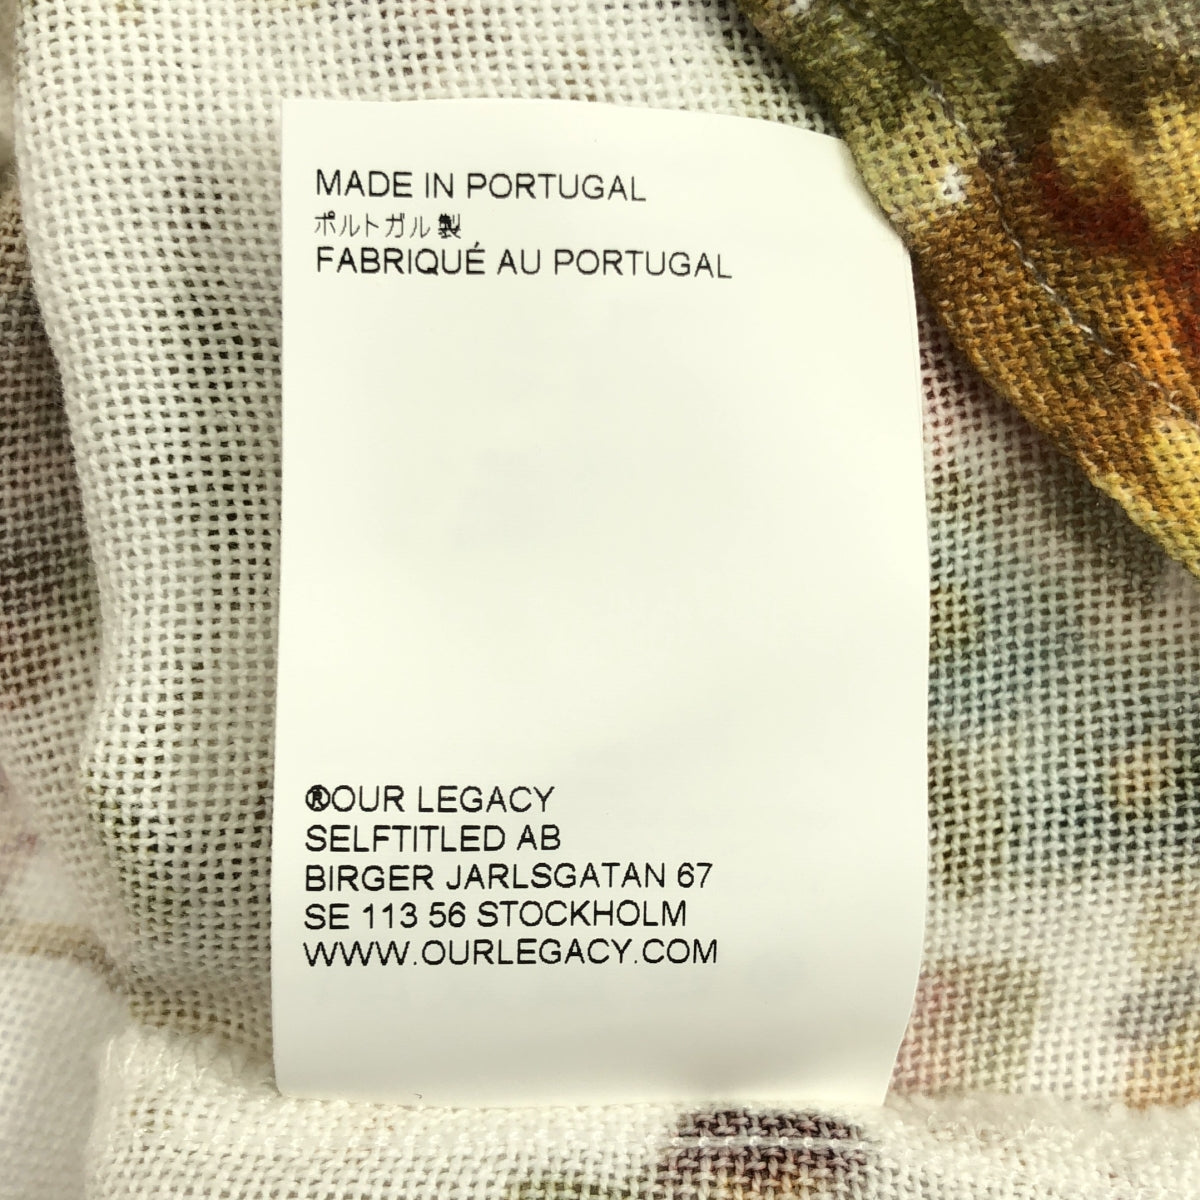 MADE IN PORTUGAL
ポルトガル製
FABRIQUÉ AU PORTUGAL
®OUR LEGACY
SELFTITLED AB
BIRGER JARLSGATAN 67
SE 113 56 STOCKHOLM
WWW.OURLEGACY.COM